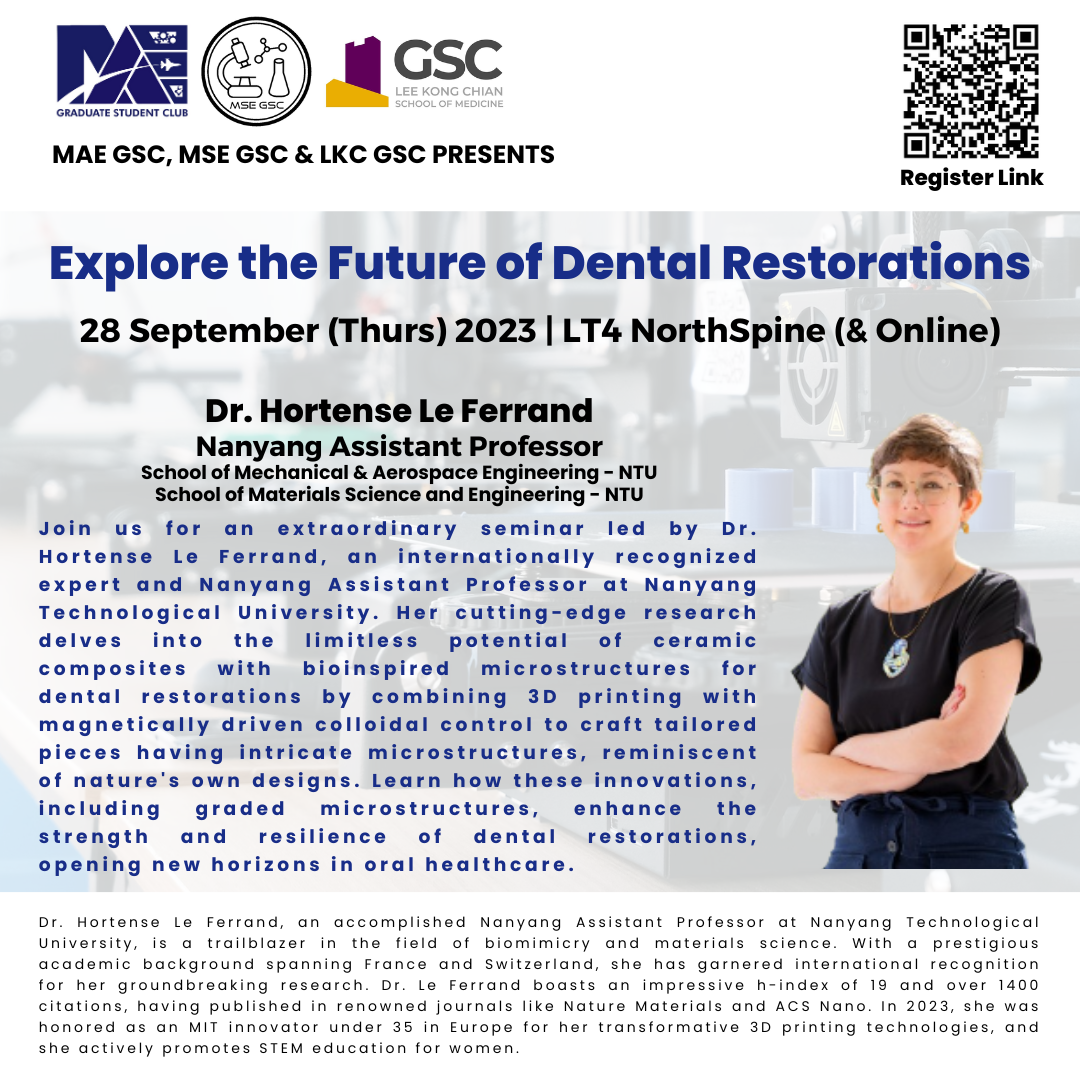 MAE
GRADUATE STUDENT CLUB
MSE GSC
GSC
LEE KONG CHIAN
SCHOOL OF MEDICINE
MAE GSC, MSE GSC & LKC GSC PRESENTS
Register Link
Explore the Future of Dental Restorations
28 September (Thurs) 2023 | LT4 NorthSpine (& Online)
Dr. Hortense Le Ferrand
Nanyang Assistant Professor
School of Mechanical & Aerospace Engineering - NTU
School of Materials Science and Engineering - NTU
Join us for an extraordinary seminar led by Dr.
Hortense Le Ferrand, an internationally recognized
expert and Nanyang Assistant Professor at Nanyang
Technological University. Her cutting-edge research
delves into the limitless potential of ceramic
composites with bioinspired microstructures for
dental restorations by combining 3D printing with
magnetically driven colloidal control to craft tailored
pieces having intricate microstructures, reminiscent
of nature's own designs. Learn how these innovations,
including graded microstructures, enhance the
strength and resilience of dental restorations,
opening new horizons in oral healthcare.
Dr. Hortense Le Ferrand, an accomplished Nanyang Assistant Professor at Nanyang Technological
University, is a trailblazer in the field of biomimicry and materials science. With a prestigious
academic background spanning France and Switzerland, she has garnered international recognition
for her groundbreaking research. Dr. Le Ferrand boasts an impressive h-index of 19 and over 1400
citations, having published in renowned journals like Nature Materials and ACS Nano. In 2023, she was
honored as an MIT innovator under 35 in Europe for her transformative 3D printing technologies, and
she actively promotes STEM education for women.